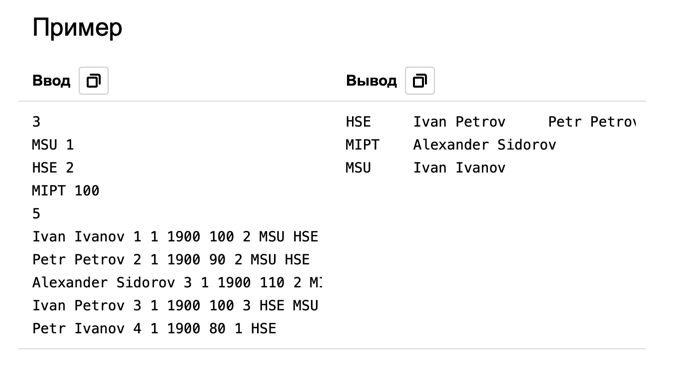 Пример
Ввод
Вывод
3
MSU 1
HSE 2
MIPT 100
5
Ivan Ivanov 1 1 1900 100 2 MSU HSE
Petr Petrov 2 1 1900 90 2 MSU HSE
Alexander Sidorov 3 1 1900 110 2
Ivan Petrov 3 1 1900 100 3 HSE MSU
Petr Ivanov 4 1 1900 80 1 HSE
HSE Ivan Petrov Petr Petrov
MIPT Alexander Sidorov
MSU Ivan Ivanov